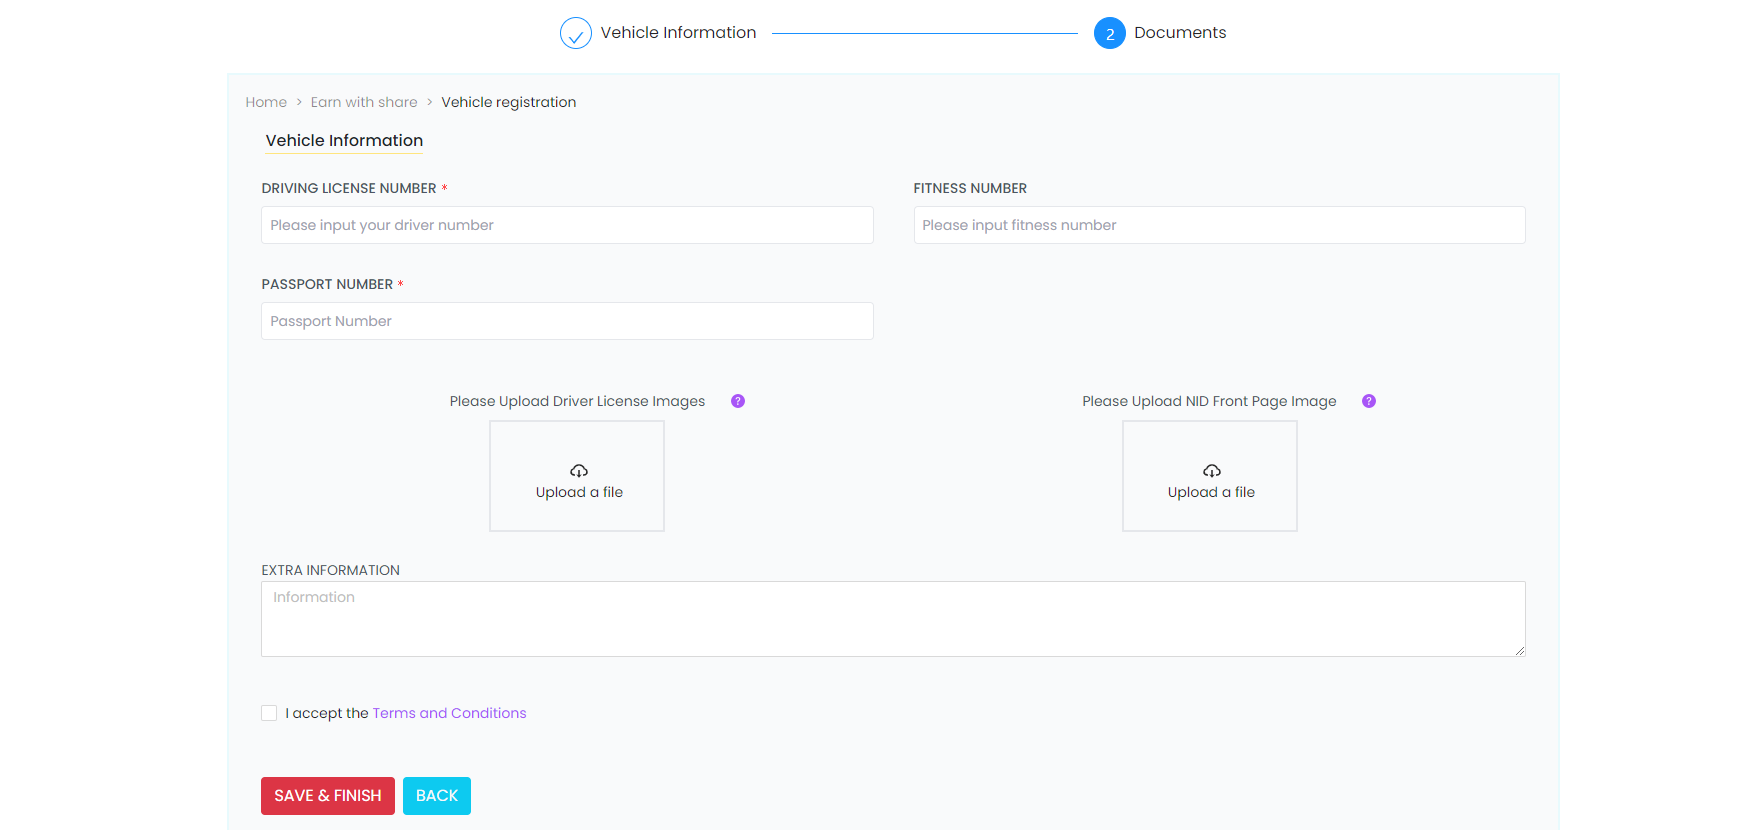 Vehicle Information
2 Documents
Home > Earn with share > Vehicle registration
Vehicle Information
DRIVING LICENSE NUMBER *
FITNESS NUMBER
Please input your driver number
Please input fitness number
PASSPORT NUMBER *
Passport Number
Please Upload Driver License Images ?
Please Upload NID Front Page Image ?
Upload a file
Upload a file
EXTRA INFORMATION
Information
I accept the Terms and Conditions
SAVE & FINISH
BACK